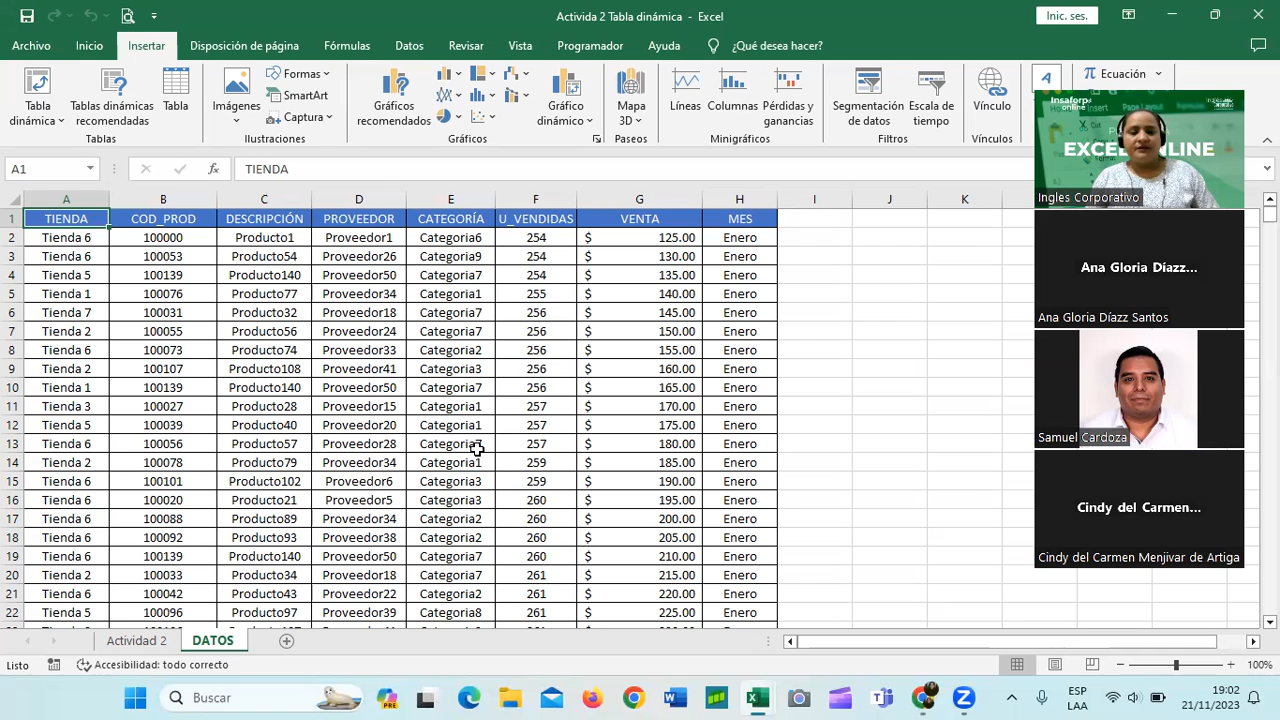 Activida 2 Tabla dinámica - Excel
Inic. ses.
Archivo Inicio Insertar Disposición de página Fórmulas Datos Revisar Vista Programador Ayuda ¿Qué desea hacer?
Tabla dinámica
Tablas dinámicas recomendadas
Tabla
Imágenes
Formas
SmartArt
Captura
Gráficos recomendados
Gráfico dinámico
Mapa 3D
Líneas
Columnas
Pérdidas y ganancias
Segmentación de datos
Escala de tiempo
Vínculo
Ecuación
Tablas Ilustraciones Gráficos Paseos Minigráficos Filtros Vínculos
A1 fx TIENDA
A B C D E F G H I J K
1 TIENDA COD_PROD DESCRIPCIÓN PROVEEDOR CATEGORÍA U_VENDIDAS VENTA MES
2 Tienda 6 100000 Producto1 Proveedor1 Categoria6 254 $ 125.00 Enero
3 Tienda 6 100053 Producto54 Proveedor26 Categoria9 254 $ 130.00 Enero
4 Tienda 5 100139 Producto140 Proveedor50 Categoria7 254 $ 135.00 Enero
5 Tienda 1 100076 Producto77 Proveedor34 Categoria1 255 $ 140.00 Enero
6 Tienda 7 100031 Producto32 Proveedor18 Categoria7 256 $ 145.00 Enero
7 Tienda 2 100055 Producto56 Proveedor24 Categoria1 256 $ 150.00 Enero
8 Tienda 6 100073 Producto74 Proveedor33 Categoria2 256 $ 155.00 Enero
9 Tienda 2 100107 Producto108 Proveedor41 Categoria3 256 $ 160.00 Enero
10 Tienda 1 100139 Producto140 Proveedor50 Categoria7 256 $ 165.00 Enero
11 Tienda 3 100027 Producto28 Proveedor15 Categoria1 257 $ 170.00 Enero
12 Tienda 5 100039 Producto40 Proveedor20 Categoria1 257 $ 175.00 Enero
13 Tienda 6 100056 Producto57 Proveedor28 257 $ 180.00 Enero
14 Tienda 2 100078 Producto79 Proveedor34 Categoria1 259 $ 185.00 Enero
15 Tienda 6 100101 Producto102 Proveedor6 Categoria3 259 $ 190.00 Enero
16 Tienda 6 100020 Producto21 Proveedor5 Categoria3 260 $ 195.00 Enero
17 Tienda 6 100088 Producto89 Proveedor34 Categoria2 260 $ 200.00 Enero
18 Tienda 6 100092 Producto93 Proveedor38 Categoria2 260 $ 205.00 Enero
19 Tienda 6 100139 Producto140 Proveedor50 Categoria7 260 $ 210.00 Enero
20 Tienda 2 100033 Producto34 Proveedor18 Categoria7 261 $ 215.00 Enero
21 Tienda 6 100042 Producto43 Proveedor22 Categoria2 261 $ 220.00 Enero
22 Tienda 5 100096 Producto97 Proveedor39 Categoria8 261 $ 225.00 Enero
Insaforp online
Ingles Corporativo
Ana Gloria Díazz...
Ana Gloria Díazz Santos
Samuel Cardoza
Cindy del Carmen...
Cindy del Carmen Menjivar de Artiga
Actividad 2 DATOS
Listo Accesibilidad: todo correcto 100%
Buscar
PRE
ESP
LAA
19:02
21/11/2023